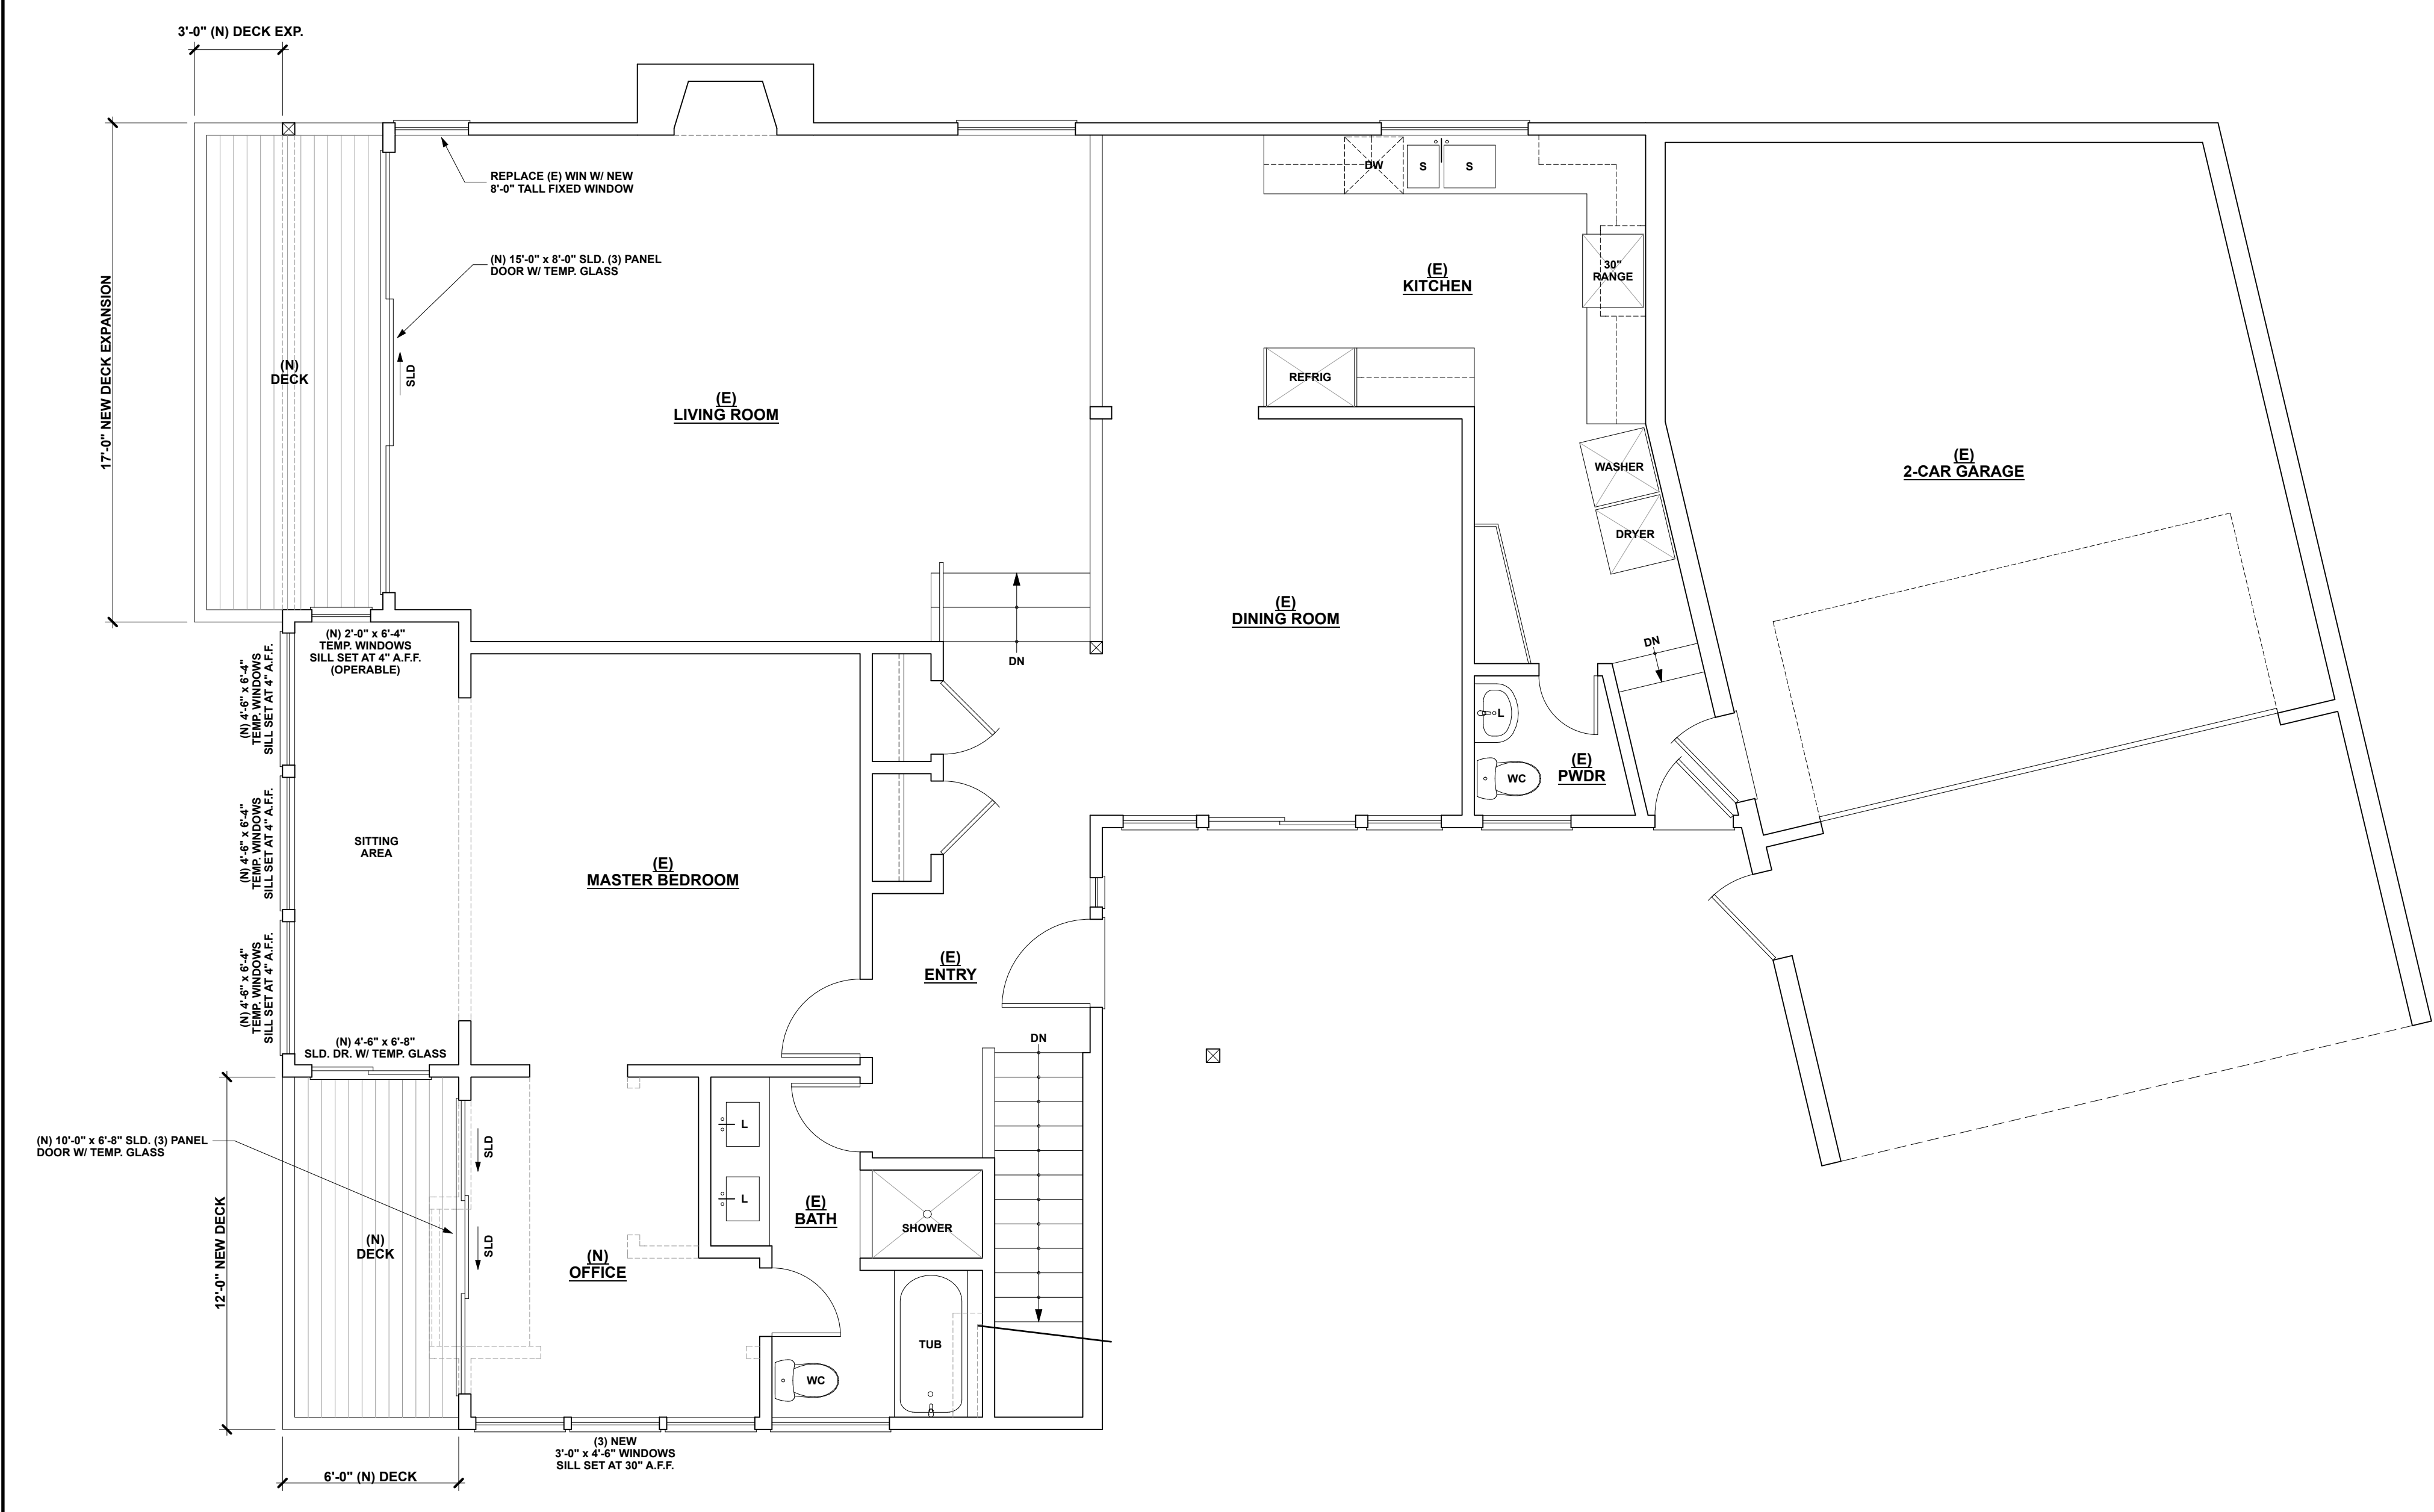 3'-0" (N) DECK EXP.
REPLACE (E) WIN W/ NEW
8'-0" TALL FIXED WINDOW
(N) 15'-0" x 8'-0" SLD. (3) PANEL
DOOR W/ TEMP. GLASS
17'-0" NEW DECK EXPANSION
(N)
DECK
SLD
(E)
LIVING ROOM
DW
S
S
(E)
KITCHEN
30"
RANGE
REFRIG
WASHER
DRYER
(E)
2-CAR GARAGE
(E)
DINING ROOM
DN
DN
L
WC
(E)
PWDR
(N) 2'-0" x 6'-4"
TEMP. WINDOWS
SILL SET AT 4" A.F.F.
(OPERABLE)
(N) 4'-6" x 6'-4"
TEMP. WINDOWS
SILL SET AT 4" A.F.F.
(N) 4'-6" x 6'-4"
TEMP. WINDOWS
SILL SET AT 4" A.F.F.
(N) 4'-6" x 6'-4"
TEMP. WINDOWS
SILL SET AT 4" A.F.F.
SITTING
AREA
(E)
MASTER BEDROOM
(E)
ENTRY
(N) 4'-6" x 6'-8"
SLD. DR. W/ TEMP. GLASS
DN
(N) 10'-0" x 6'-8" SLD. (3) PANEL
DOOR W/ TEMP. GLASS
12'-0" NEW DECK
(N)
DECK
SLD
SLD
(N)
OFFICE
L
L
(E)
BATH
SHOWER
TUB
WC
(3) NEW
3'-0" x 4'-6" WINDOWS
SILL SET AT 30" A.F.F.
6'-0" (N) DECK